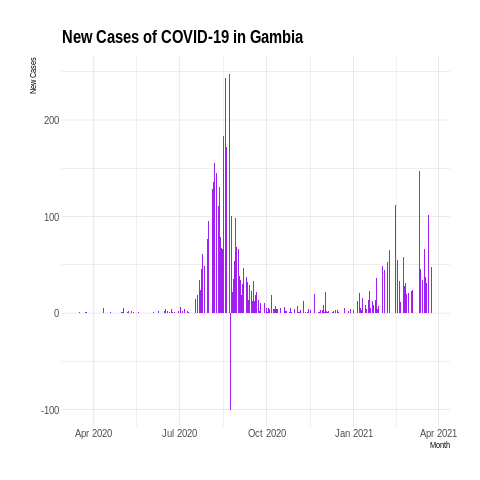 New Cases of COVID-19 in Gambia
New Cases
200
100
0
-100
Apr 2020 Jul 2020 Oct 2020 Jan 2021 Apr 2021
Month